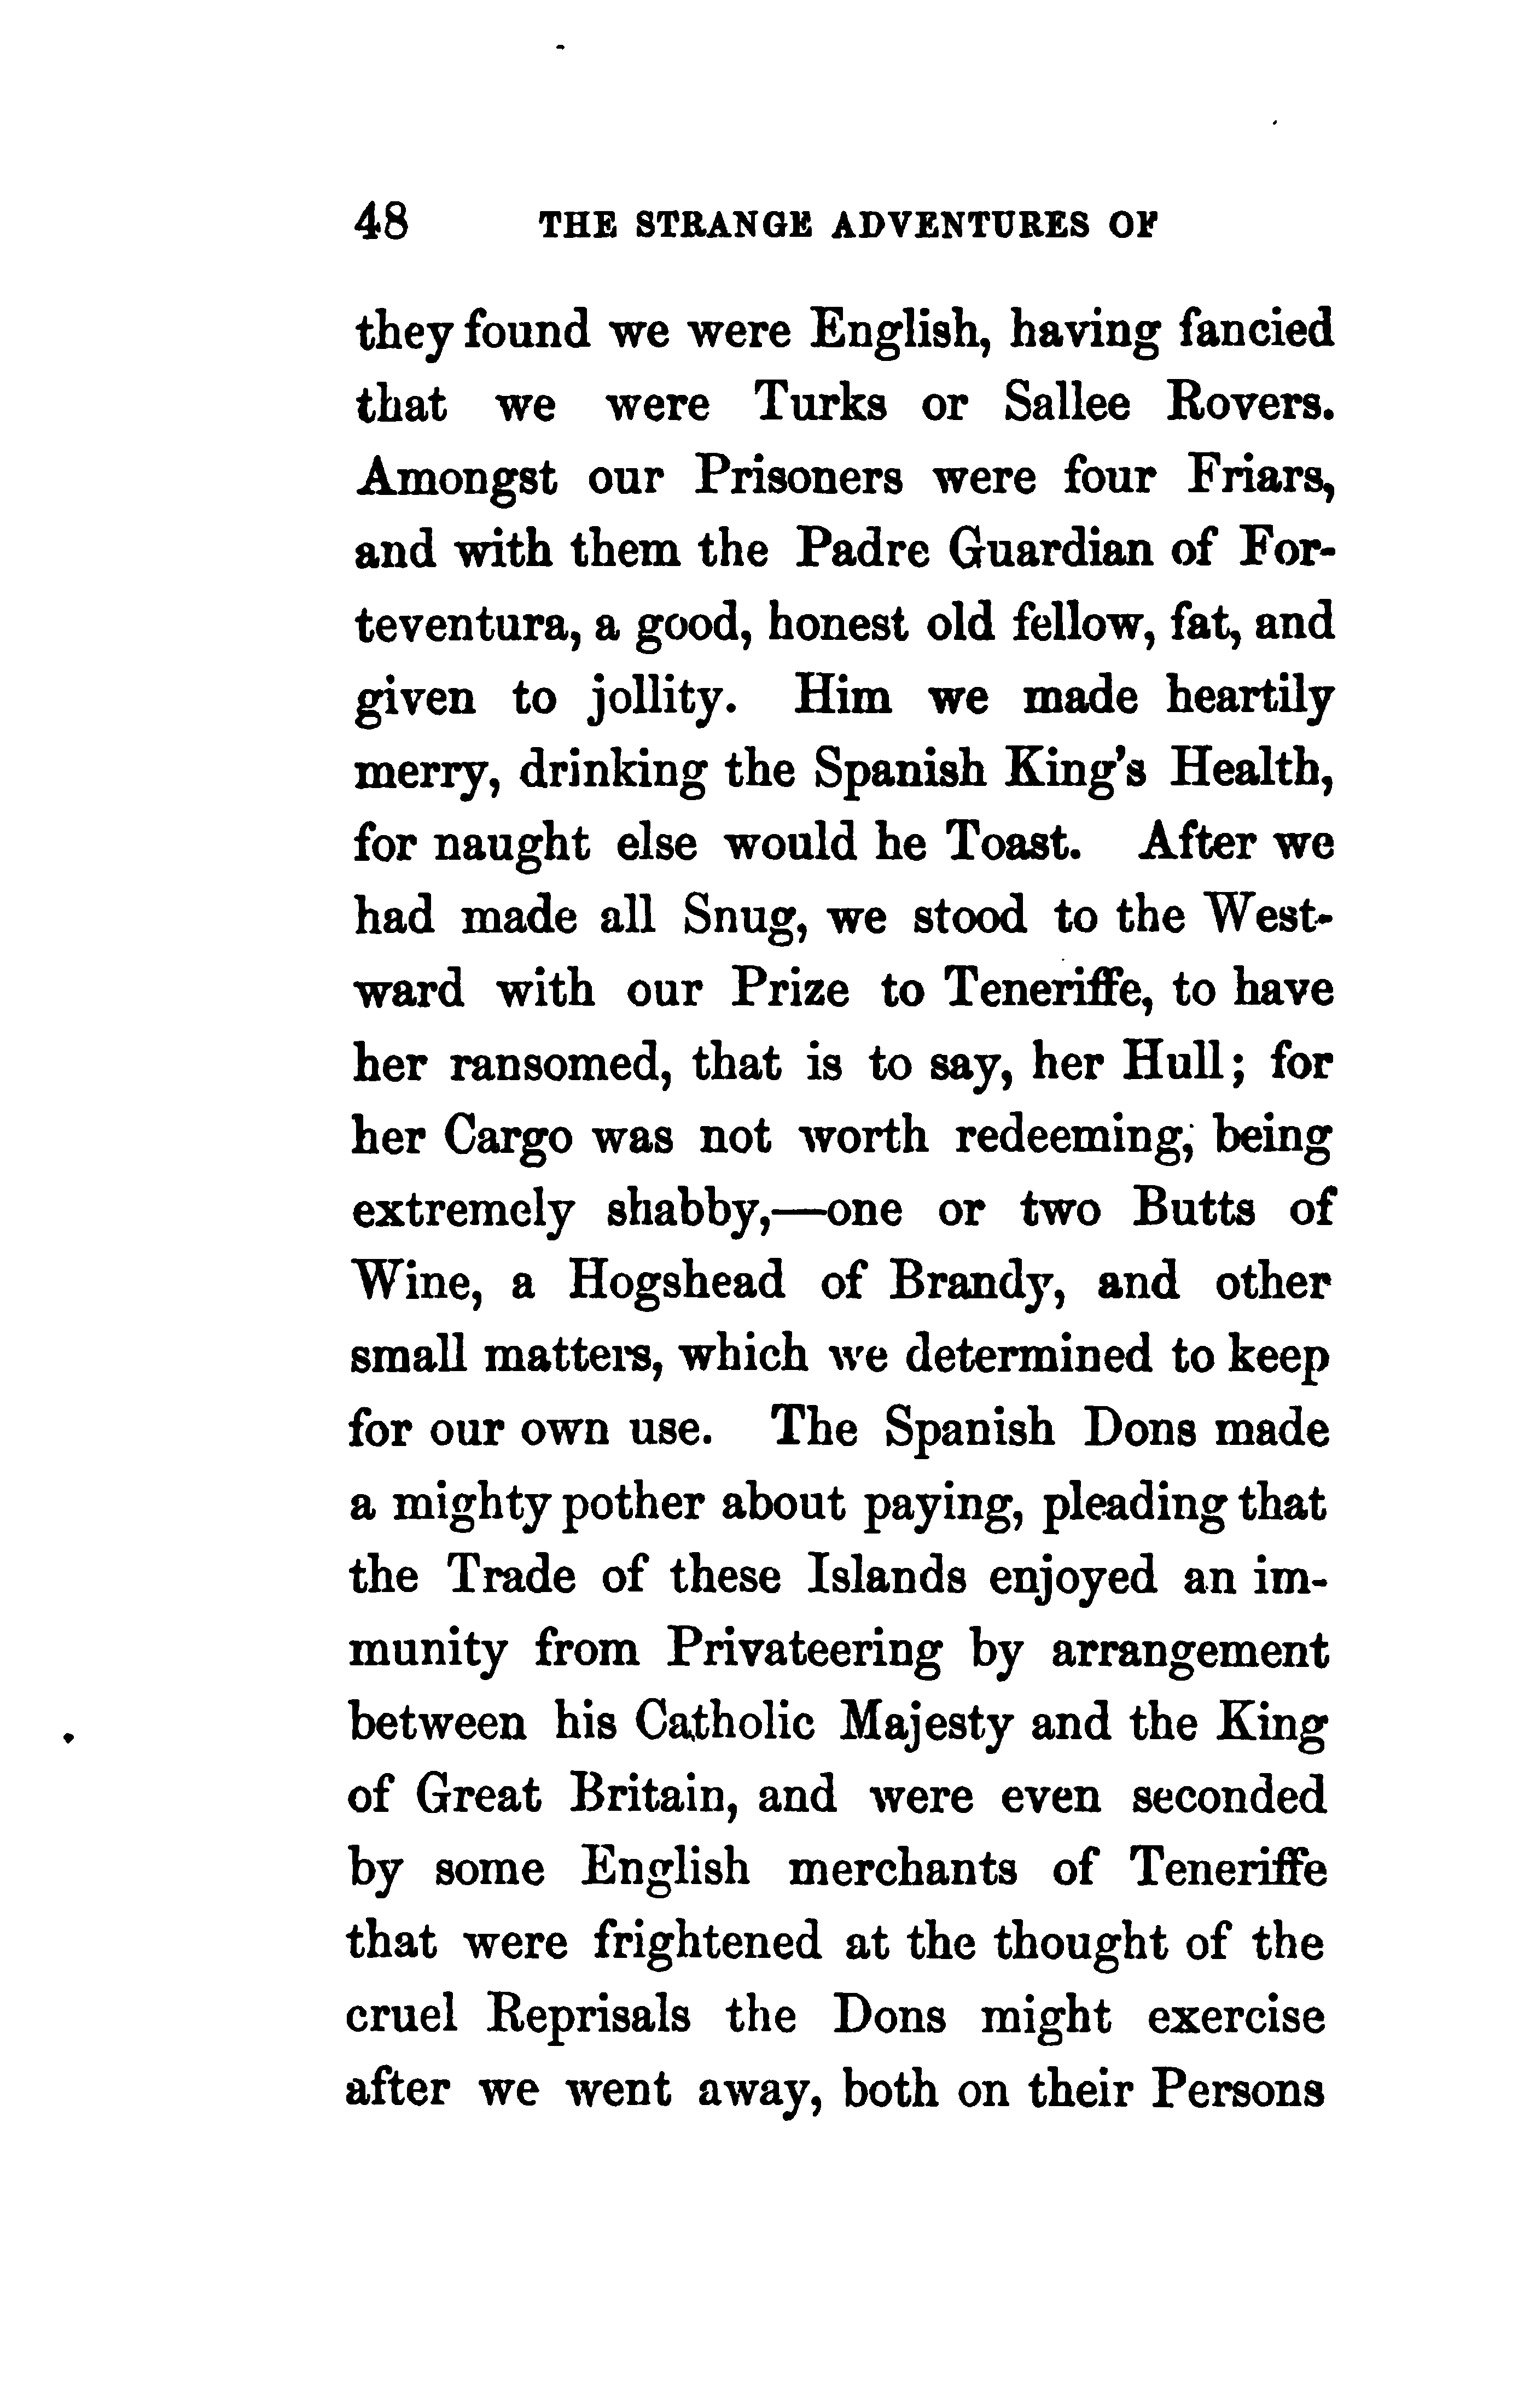 48 THE STRANGE ADVENTURES OF
they found we were English, having fancied
that we were Turks or Sallee Rovers.
Amongst our Prisoners were four Friars,
and with them the Padre Guardian of For-
teventura, a good, honest old fellow, fat, and
given to jollity. Him we made heartily
merry, drinking the Spanish King's Health,
for naught else would he Toast. After we
had made all Snug, we stood to the West-
ward with our Prize to Teneriffe, to have
her ransomed, that is to say, her Hull; for
her Cargo was not worth redeeming, being
extremely shabby,—one or two Butts of
Wine, a Hogshead of Brandy, and other
small matters, which we determined to keep
for our own use. The Spanish Dons made
a mighty pother about paying, pleading that
the Trade of these Islands enjoyed an im-
munity from Privateering by arrangement
between his Catholic Majesty and the King
of Great Britain, and were even seconded
by some English merchants of Teneriffe
that were frightened at the thought of the
cruel Reprisals the Dons might exercise
after we went away, both on their Persons